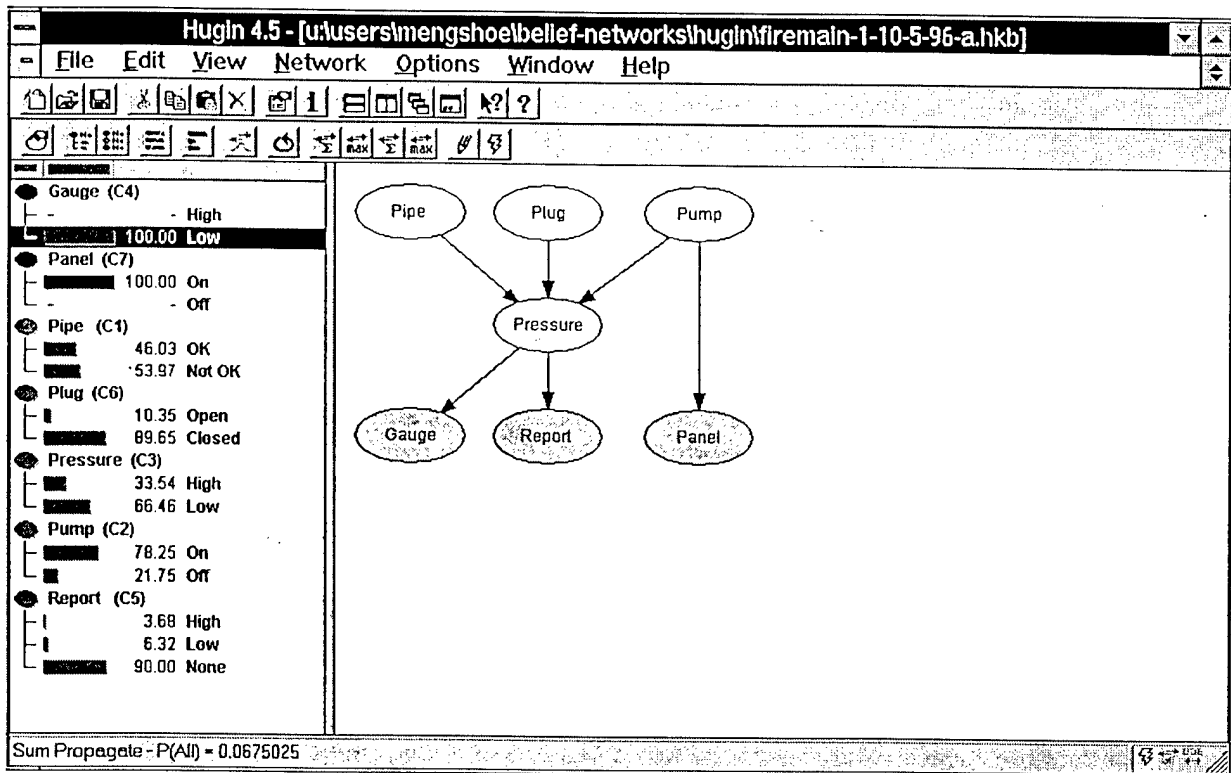 Hugin 4.5 - [u:\users\mengshoe\belief-networks\hugin\firemain-1-10-5-96-a.hkb]
File Edit View Network Options Window Help
Gauge (C4)
- - High
100.00 Low
Panel (C7)
100.00 On
- - Off
Pipe (C1)
46.03 OK
53.97 Not OK
Plug (C6)
10.35 Open
89.65 Closed
Pressure (C3)
33.54 High
66.46 Low
Pump (C2)
78.25 On
21.75 Off
Report (C5)
3.68 High
6.32 Low
90.00 None
Pipe Plug Pump
Pressure
Gauge Report Panel
Sum Propagate - P(All) = 0.0675025